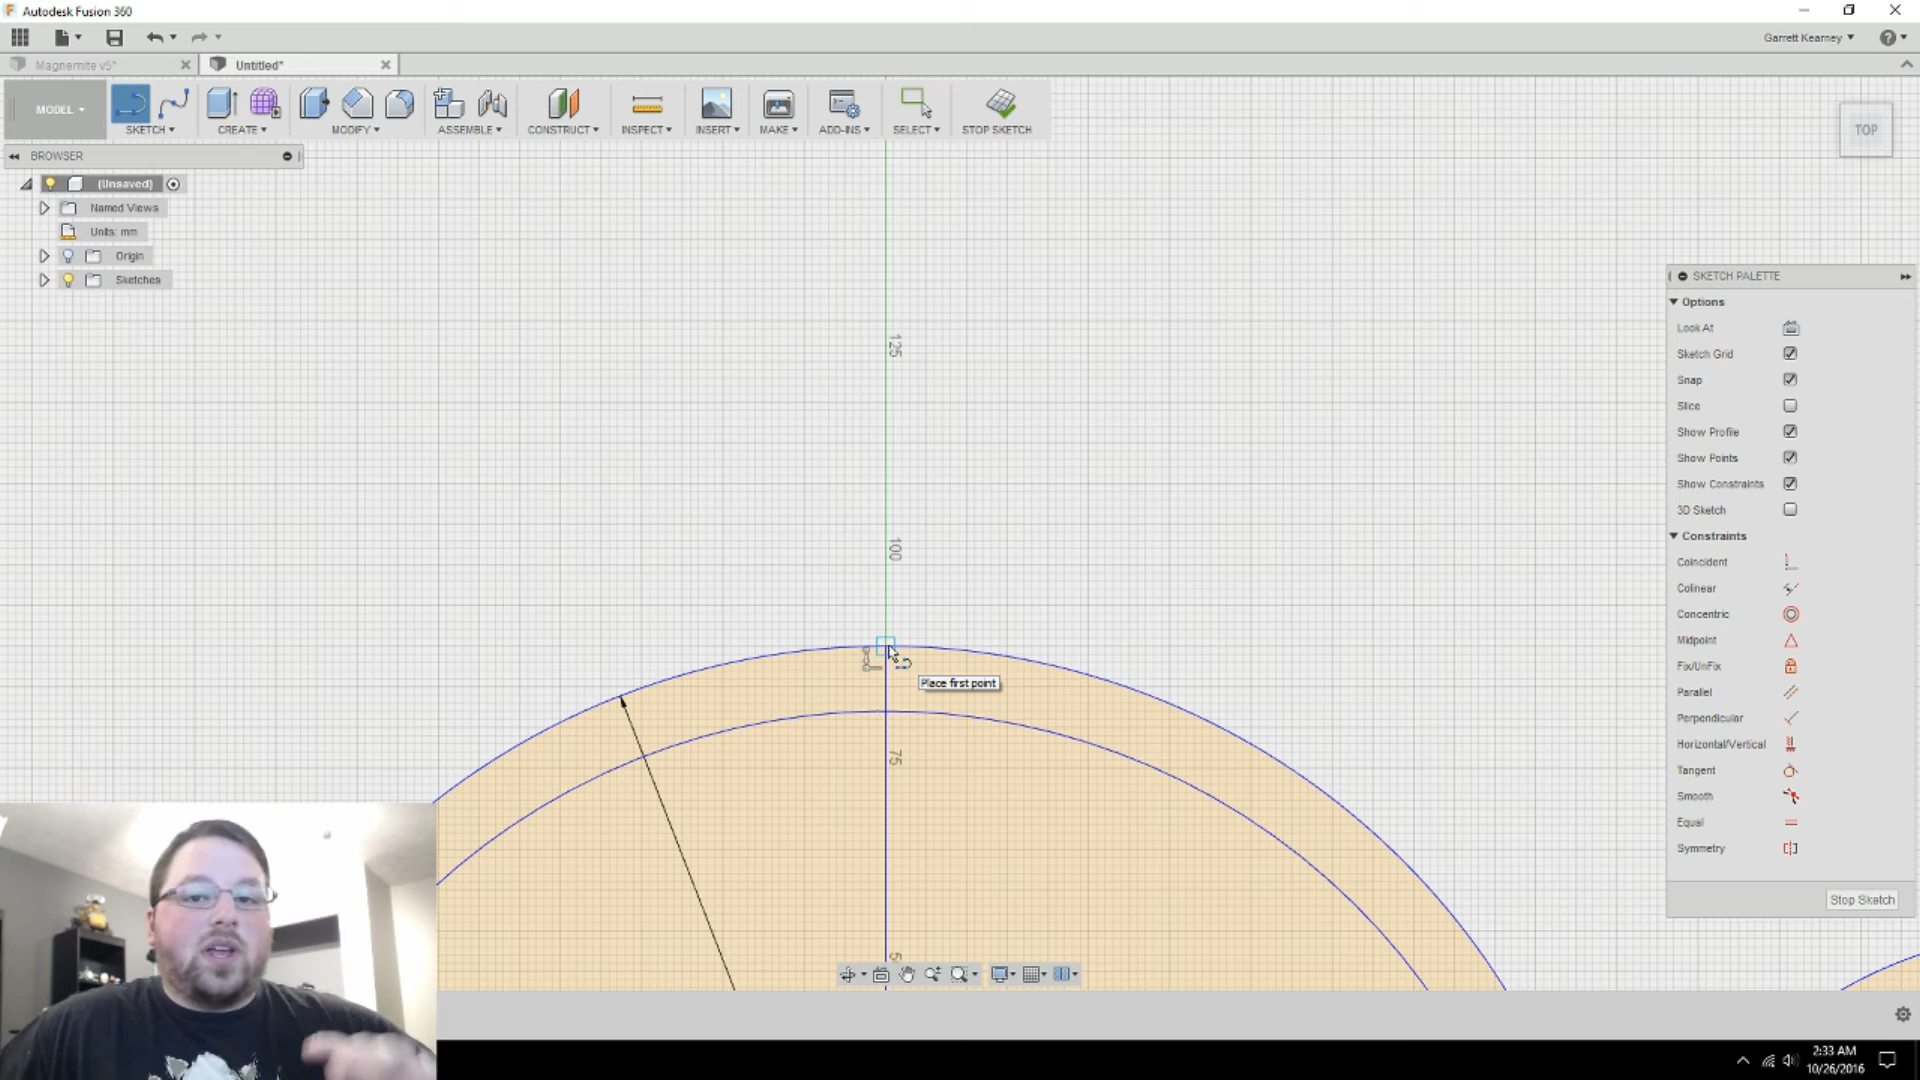 Autodesk Fusion 360
Garrett Kearney
Magnemite v5*
Untitled*
MODEL
SKETCH
CREATE
MODIFY
ASSEMBLE
CONSTRUCT
INSPECT
INSERT
MAKE
ADD-INS
SELECT
STOP SKETCH
TOP
BROWSER
(Unsaved)
Named Views
Units: mm
Origin
Sketches
125
100
75
Place first point
SKETCH PALETTE
Options
Look At
Sketch Grid
Snap
Slice
Show Profile
Show Points
Show Constraints
3D Sketch
Constraints
Coincident
Colinear
Concentric
Midpoint
Fix/UnFix
Parallel
Perpendicular
Horizontal/Vertical
Tangent
Smooth
Equal
Symmetry
Stop Sketch
2:33 AM
10/26/2016